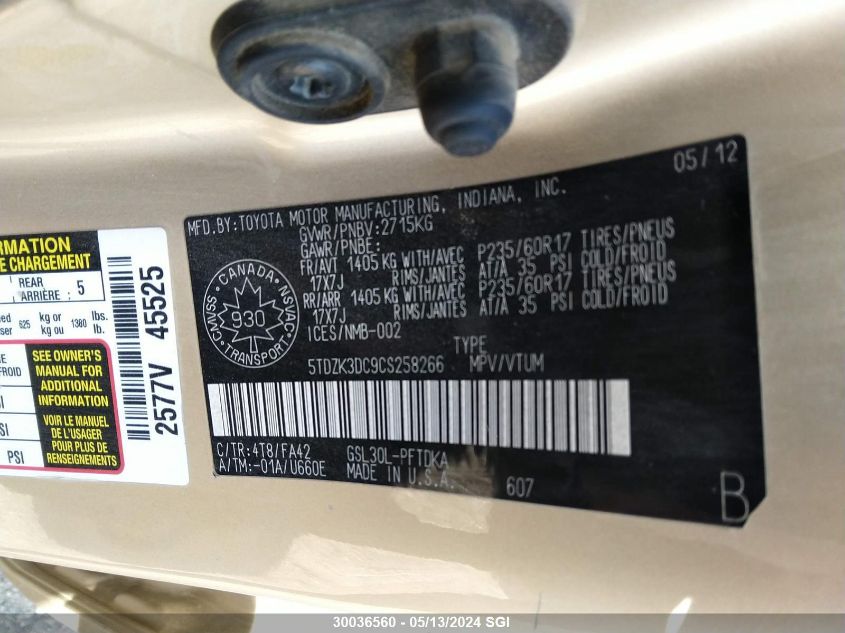 05/12
MFD.BY:TOYOTA MOTOR MANUFACTURING, INDIANA, INC.
GVWR/PNBV:2715KG
GAWR/PNBE:
FR/AVT 1405 KG WITH/AVEC P235/60R17 TIRES/PNEUS
17X7J RIMS/JANTES AT/A 35 PSI COLD/FROID
RR/ARR 1405 KG WITH/AVEC P235/60R17 TIRES/PNEUS
17X7J RIMS/JANTES AT/A 35 PSI COLD/FROID
ICES/NMB-002
CANADA
CMVSS NSVAC
930
TRANSPORT
TYPE
5TDZK3DC9CS258266 MPV/VTUM
C/TR:4T8/FA42 GSL30L-PFTDKA
A/TM:-01A/U660E MADE IN U.S.A.
607
B
RMATION
E CHARGEMENT
REAR
ARRIÈRE : 5
ed kg or lbs.
ser 625 kg ou 1380 lb.
E
FROID
SI
SI
PSI
SEE OWNER'S
MANUAL FOR
ADDITIONAL
INFORMATION
VOIR LE MANUEL
DE L'USAGER
POUR PLUS DE
RENSEIGNEMENTS
2577V 45525
30036560 - 05/13/2024 SGI